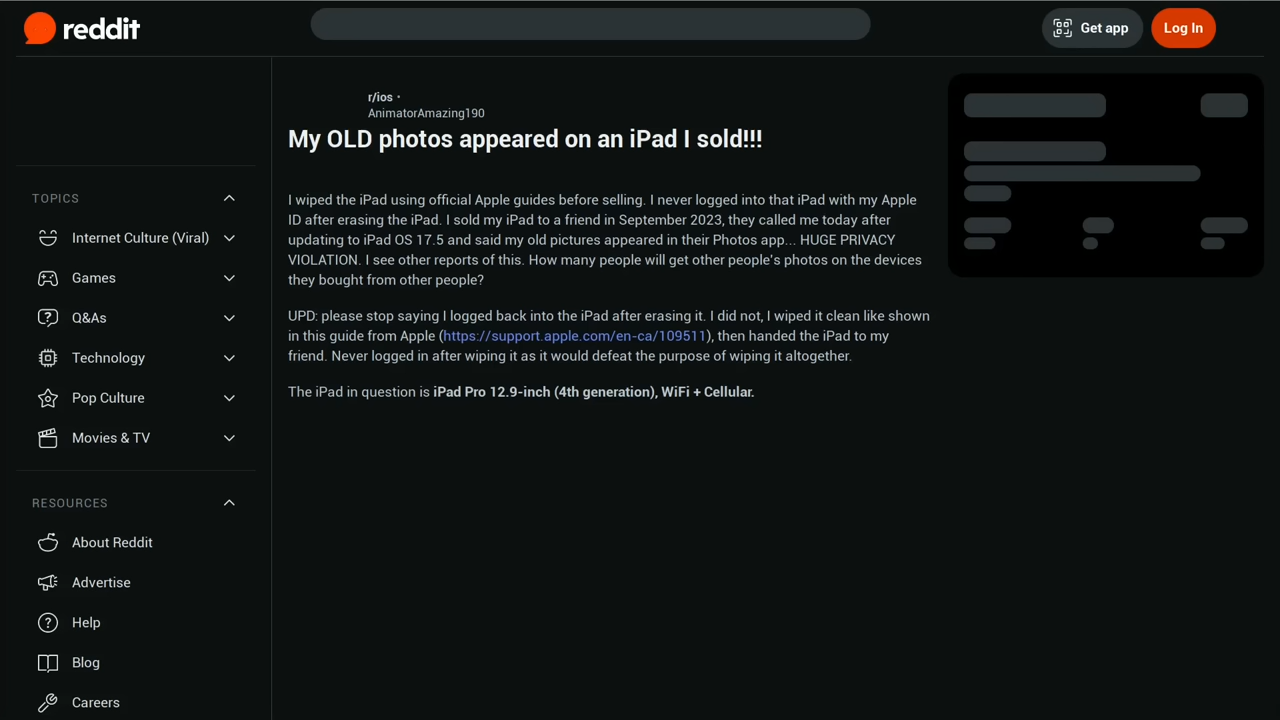 reddit
Get app
Log In
TOPICS
Internet Culture (Viral)
Games
Q&As
Technology
Pop Culture
Movies & TV
RESOURCES
About Reddit
Advertise
Help
Blog
Careers
r/ios •
AnimatorAmazing190
My OLD photos appeared on an iPad I sold!!!
I wiped the iPad using official Apple guides before selling. I never logged into that iPad with my Apple
ID after erasing the iPad. I sold my iPad to a friend in September 2023, they called me today after
updating to iPad OS 17.5 and said my old pictures appeared in their Photos app... HUGE PRIVACY
VIOLATION. I see other reports of this. How many people will get other people's photos on the devices
they bought from other people?
UPD: please stop saying I logged back into the iPad after erasing it. I did not, I wiped it clean like shown
in this guide from Apple (https://support.apple.com/en-ca/109511), then handed the iPad to my
friend. Never logged in after wiping it as it would defeat the purpose of wiping it altogether.
The iPad in question is iPad Pro 12.9-inch (4th generation), WiFi + Cellular.